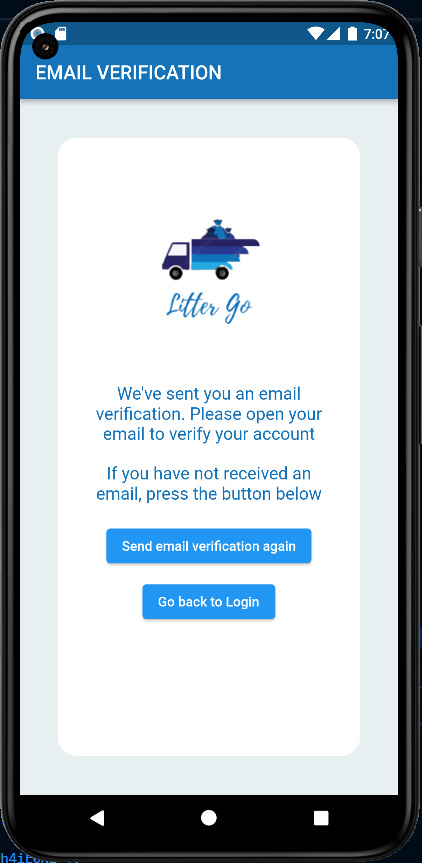 7:07
EMAIL VERIFICATION
Litter Go
We've sent you an email
verification. Please open your
email to verify your account
If you have not received an
email, press the button below
Send email verification again
Go back to Login